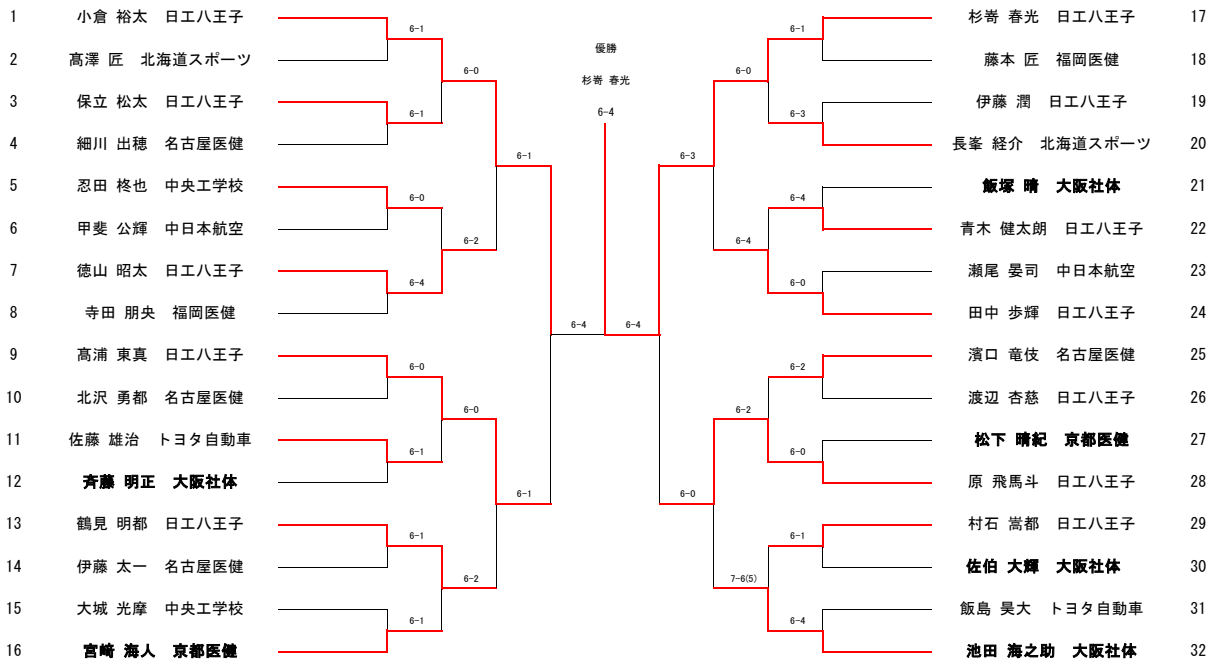 1 小倉 裕太 日工八王子
2 髙澤 匠 北海道スポーツ
3 保立 松太 日工八王子
4 細川 出穂 名古屋医健
5 忍田 柊也 中央工学校
6 甲斐 公輝 中日本航空
7 徳山 昭太 日工八王子
8 寺田 朋央 福岡医健
9 髙浦 東真 日工八王子
10 北沢 勇都 名古屋医健
11 佐藤 雄治 トヨタ自動車
12 斉藤 明正 大阪社体
13 鶴見 明都 日工八王子
14 伊藤 太一 名古屋医健
15 大城 光摩 中央工学校
16 宮﨑 海人 京都医健
6-1
6-1
6-0
6-4
6-0
6-1
6-1
6-1
6-0
6-2
6-0
6-2
6-1
6-1
6-4
優勝
杉嵜 春光
6-4
6-4
6-3
6-0
6-0
6-4
6-2
7-6(5)
6-1
6-3
6-4
6-0
6-2
6-0
6-1
6-4
杉嵜 春光 日工八王子 17
藤本 匠 福岡医健 18
伊藤 潤 日工八王子 19
長峯 経介 北海道スポーツ 20
飯塚 晴 大阪社体 21
青木 健太朗 日工八王子 22
瀬尾 晏司 中日本航空 23
田中 歩輝 日工八王子 24
濱口 竜伎 名古屋医健 25
渡辺 杏慈 日工八王子 26
松下 晴紀 京都医健 27
原 飛馬斗 日工八王子 28
村石 嵩都 日工八王子 29
佐伯 大輝 大阪社体 30
飯島 昊大 トヨタ自動車 31
池田 海之助 大阪社体 32